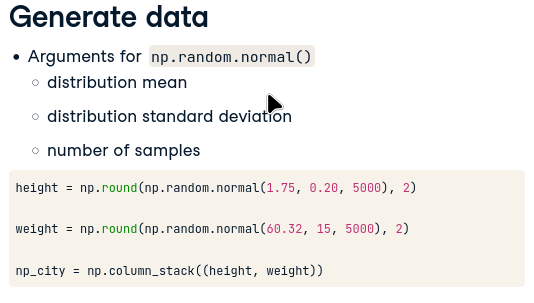 Generate data
• Arguments for np.random.normal()
○ distribution mean
○ distribution standard deviation
○ number of samples
height = np.round(np.random.normal(1.75, 0.20, 5000), 2)
weight = np.round(np.random.normal(60.32, 15, 5000), 2)
np_city = np.column_stack((height, weight))